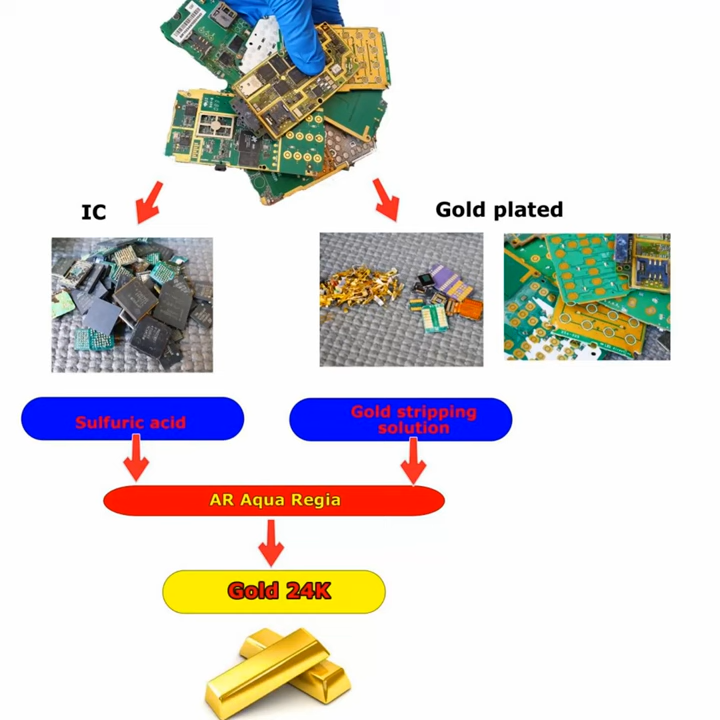 IC
Gold plated
Sulfuric acid
Gold stripping
solution
AR Aqua Regia
Gold 24K